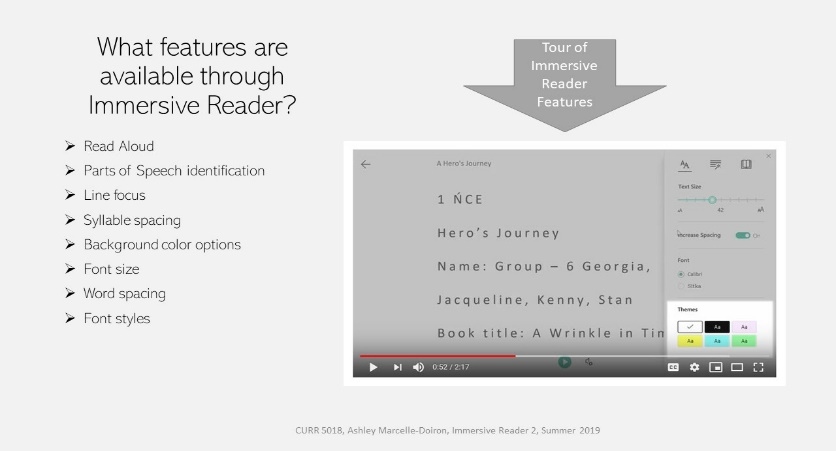 What features are
available through
Immersive Reader?
Read Aloud
Parts of Speech identification
Line focus
Syllable spacing
Background color options
Font size
Word spacing
Font styles
Tour of
Immersive
Reader
Features
A Hero's Journey
1 ŃCE
Hero's Journey
Name: Group – 6 Georgia,
Jacqueline, Kenny, Stan
Book title: A Wrinkle in Tim
Text Size
42
Increase Spacing On
Font
Calibri
Sitka
Themes
Aa Aa
Aa Aa Aa
0:52 / 2:17
CC
CURR 5018, Ashley Marcelle-Doiron, Immersive Reader 2, Summer 2019